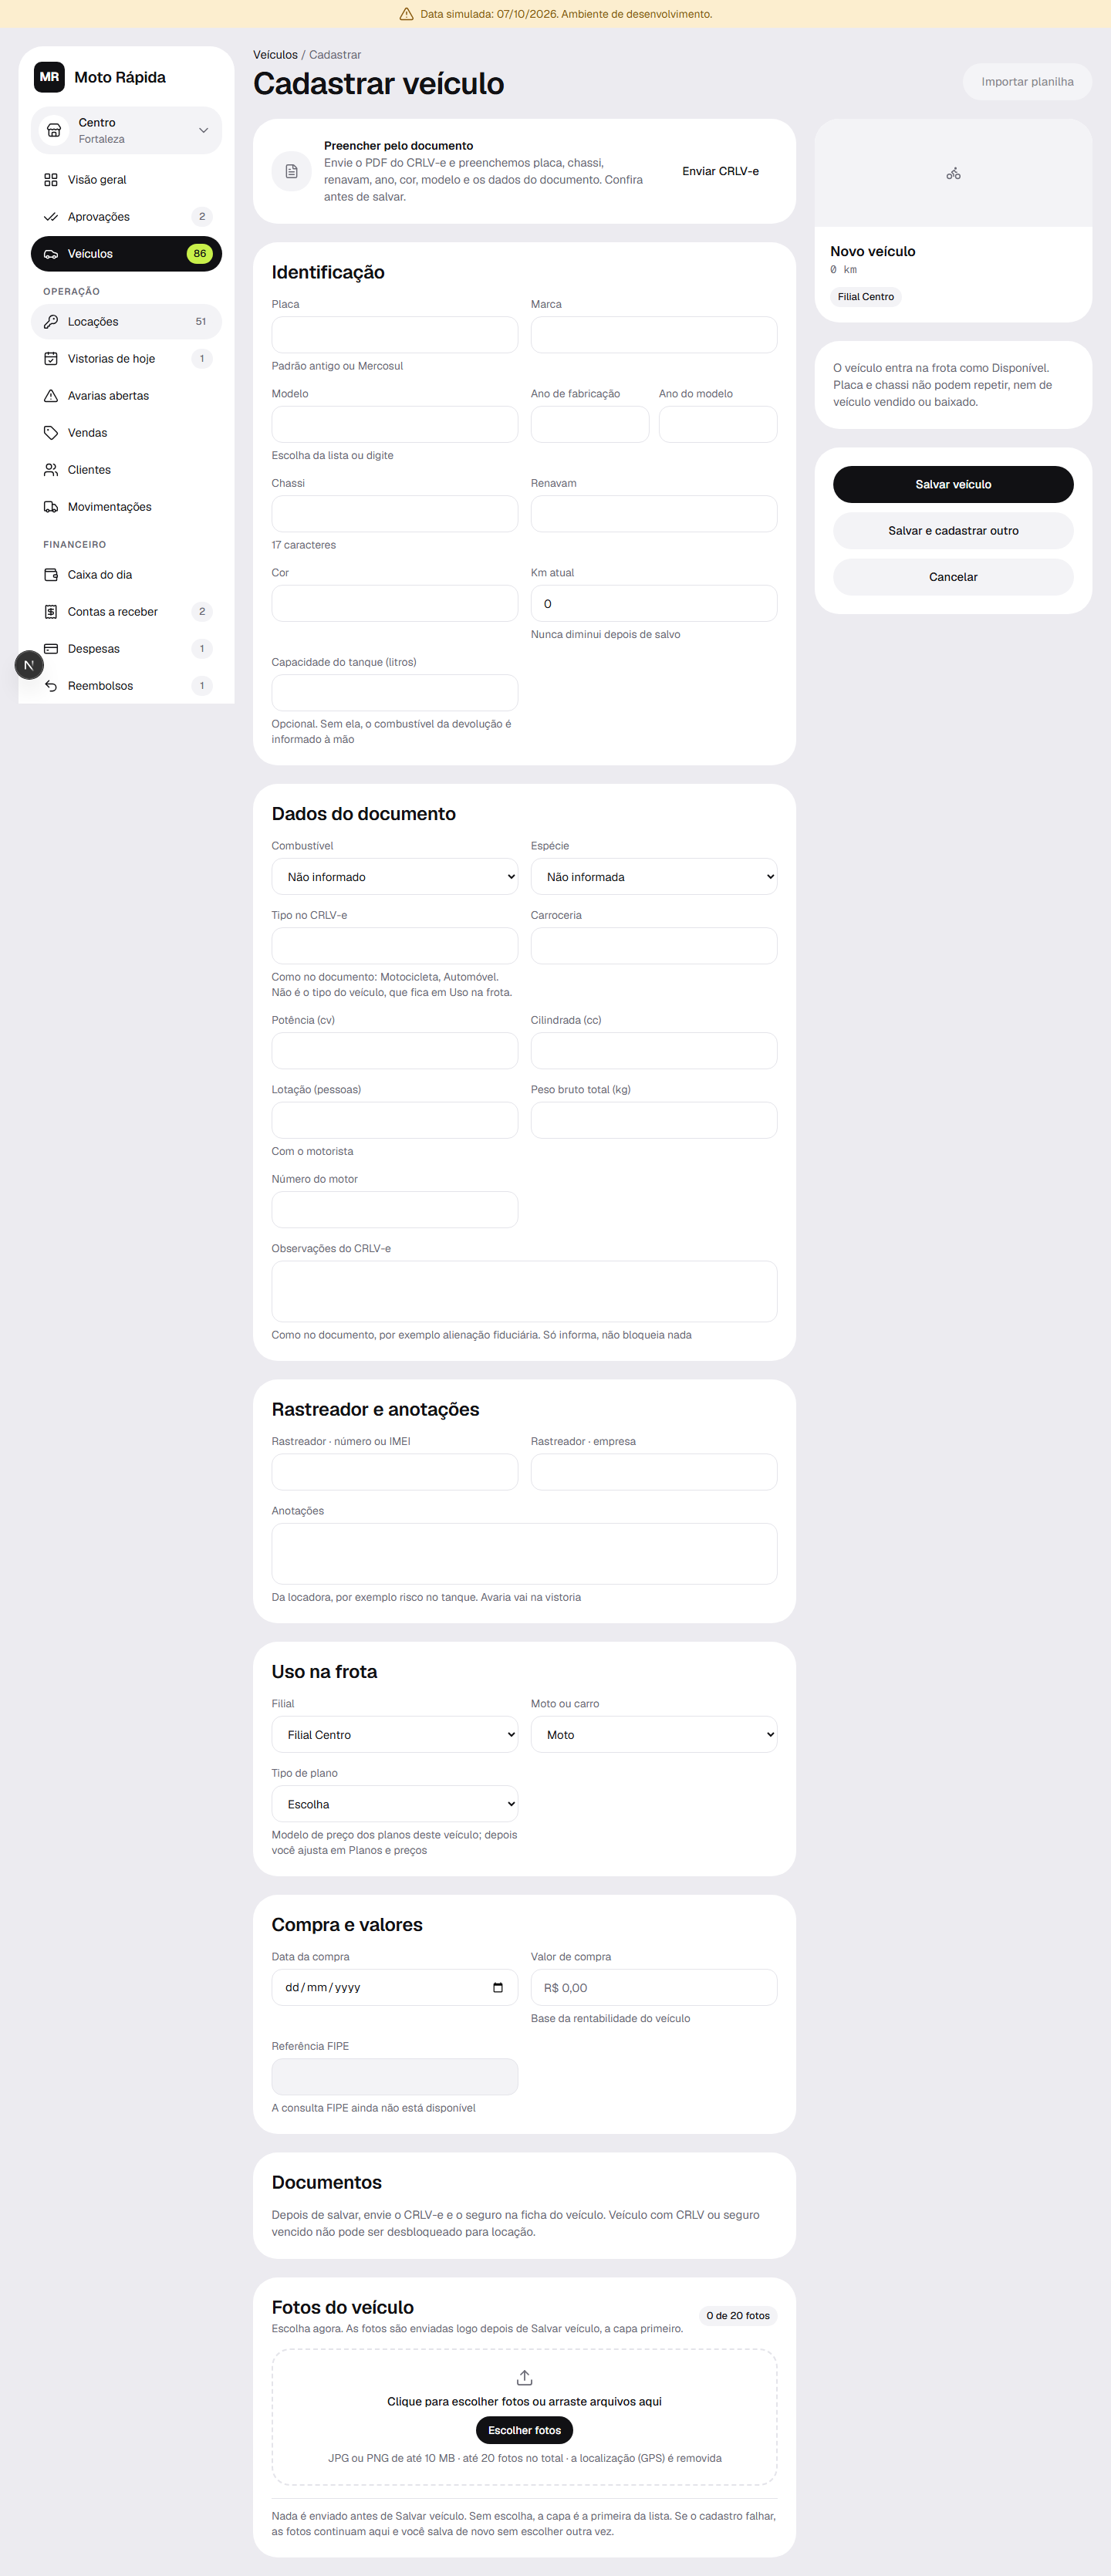 Data simulada: 07/10/2026. Ambiente de desenvolvimento.
MR
Moto Rápida
Centro
Fortaleza
Visão geral
Aprovações
2
Veículos
86
OPERAÇÃO
Locações
51
Vistorias de hoje
1
Avarias abertas
Vendas
Clientes
Movimentações
FINANCEIRO
Caixa do dia
Contas a receber
2
Despesas
1
N
Reembolsos
1
Veículos / Cadastrar
Cadastrar veículo
Importar planilha
Preencher pelo documento
Envie o PDF do CRLV-e e preenchemos placa, chassi,
renavam, ano, cor, modelo e os dados do documento. Confira
antes de salvar.
Enviar CRLV-e
Identificação
Placa
Marca
Padrão antigo ou Mercosul
Modelo
Ano de fabricação
Ano do modelo
Escolha da lista ou digite
Chassi
Renavam
17 caracteres
Cor
Km atual
0
Nunca diminui depois de salvo
Capacidade do tanque (litros)
Opcional. Sem ela, o combustível da devolução é
informado à mão
Dados do documento
Combustível
Espécie
Não informado
Não informada
Tipo no CRLV-e
Carroceria
Como no documento: Motocicleta, Automóvel.
Não é o tipo do veículo, que fica em Uso na frota.
Potência (cv)
Cilindrada (cc)
Lotação (pessoas)
Peso bruto total (kg)
Com o motorista
Número do motor
Observações do CRLV-e
Como no documento, por exemplo alienação fiduciária. Só informa, não bloqueia nada
Rastreador e anotações
Rastreador · número ou IMEI
Rastreador · empresa
Anotações
Da locadora, por exemplo risco no tanque. Avaria vai na vistoria
Uso na frota
Filial
Moto ou carro
Filial Centro
Moto
Tipo de plano
Escolha
Modelo de preço dos planos deste veículo; depois
você ajusta em Planos e preços
Compra e valores
Data da compra
Valor de compra
dd/mm/yyyy
R$ 0,00
Base da rentabilidade do veículo
Referência FIPE
A consulta FIPE ainda não está disponível
Documentos
Depois de salvar, envie o CRLV-e e o seguro na ficha do veículo. Veículo com CRLV ou seguro
vencido não pode ser desbloqueado para locação.
Fotos do veículo
0 de 20 fotos
Escolha agora. As fotos são enviadas logo depois de Salvar veículo, a capa primeiro.
Clique para escolher fotos ou arraste arquivos aqui
Escolher fotos
JPG ou PNG de até 10 MB · até 20 fotos no total · a localização (GPS) é removida
Nada é enviado antes de Salvar veículo. Sem escolha, a capa é a primeira da lista. Se o cadastro falhar,
as fotos continuam aqui e você salva de novo sem escolher outra vez.
Novo veículo
0 km
Filial Centro
O veículo entra na frota como Disponível.
Placa e chassi não podem repetir, nem de
veículo vendido ou baixado.
Salvar veículo
Salvar e cadastrar outro
Cancelar